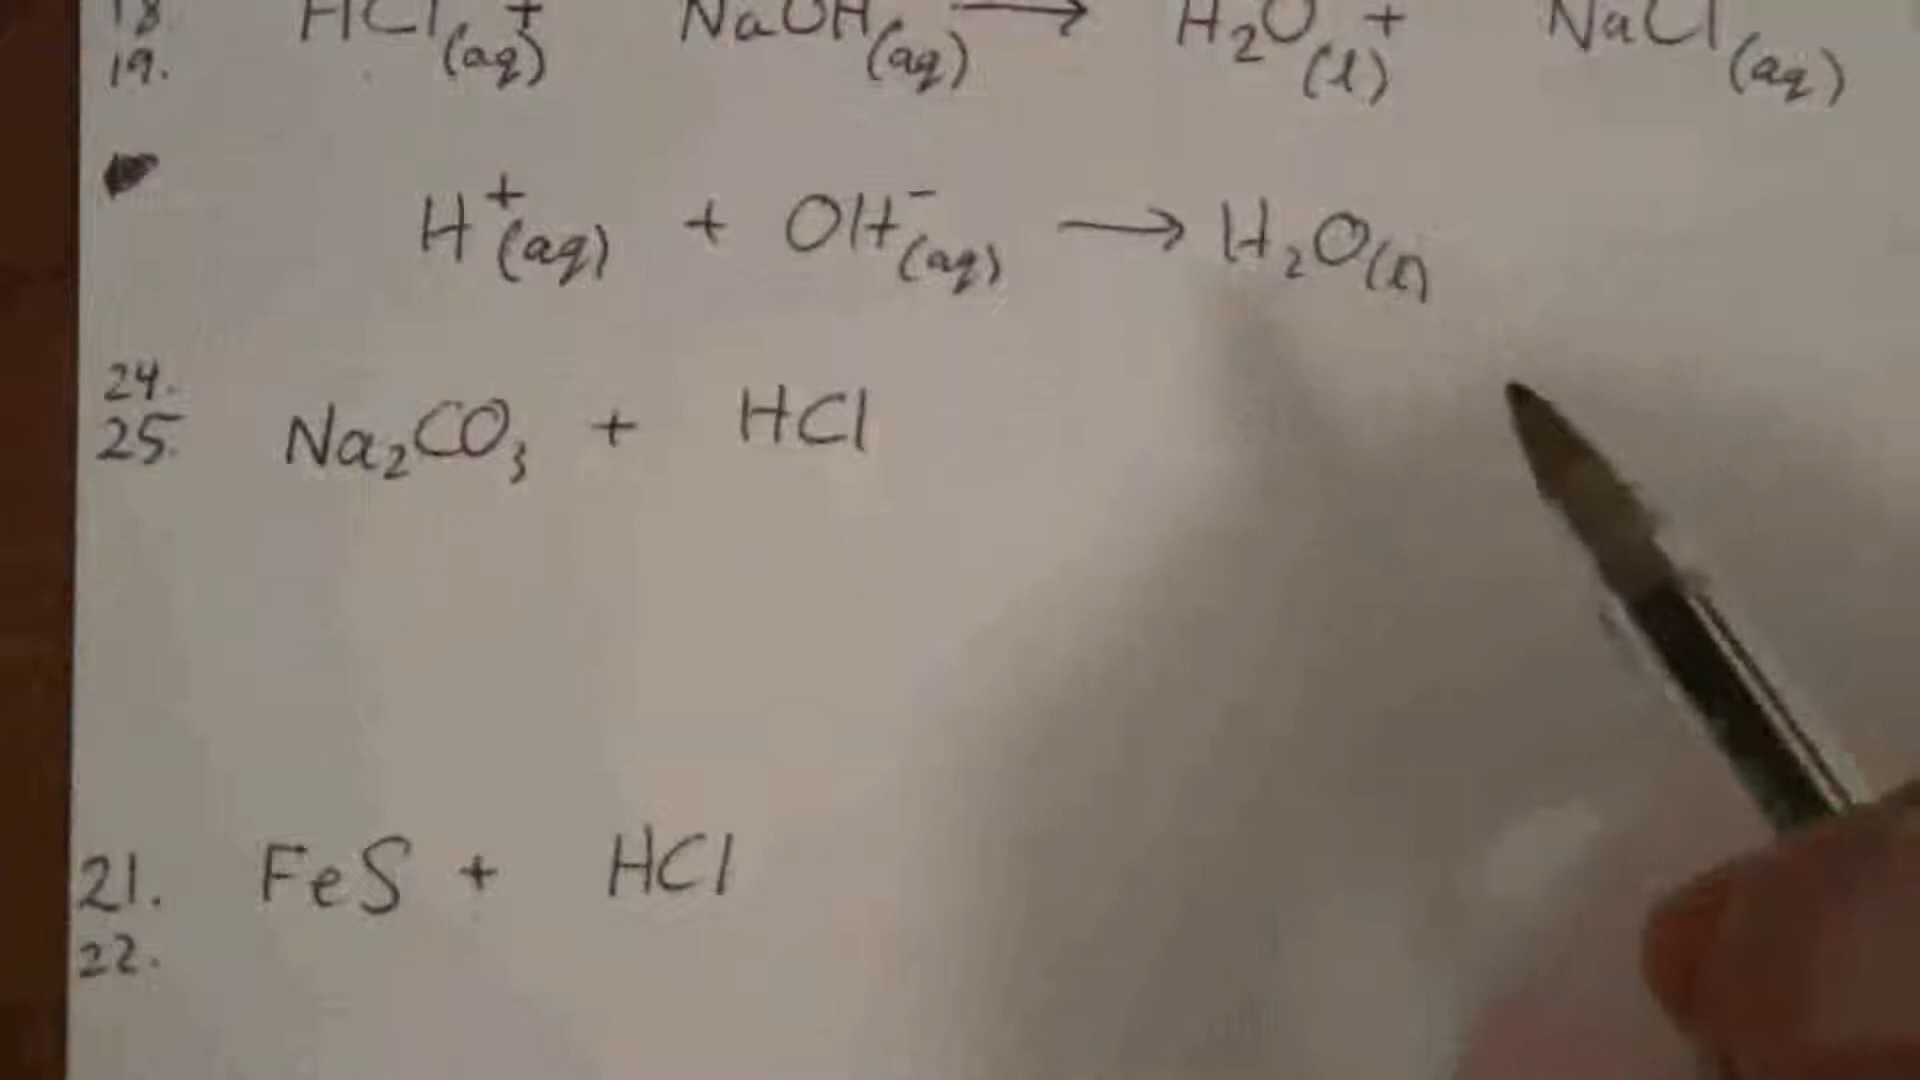 18. HCl(aq) + NaOH(aq) → H₂O(l) + NaCl(aq)
19.
H⁺(aq) + OH⁻(aq) → H₂O(l)
24.
25. Na₂CO₃ + HCl
21. FeS + HCl
22.